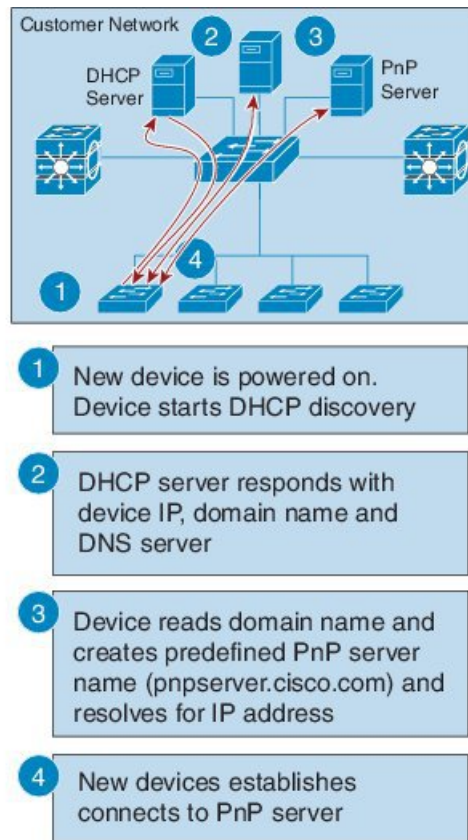 Customer Network
2
3
DHCP
Server
PnP
Server
4
1
1
New device is powered on.
Device starts DHCP discovery
2
DHCP server responds with
device IP, domain name and
DNS server
3
Device reads domain name and
creates predefined PnP server
name (pnpserver.cisco.com) and
resolves for IP address
4
New devices establishes
connects to PnP server